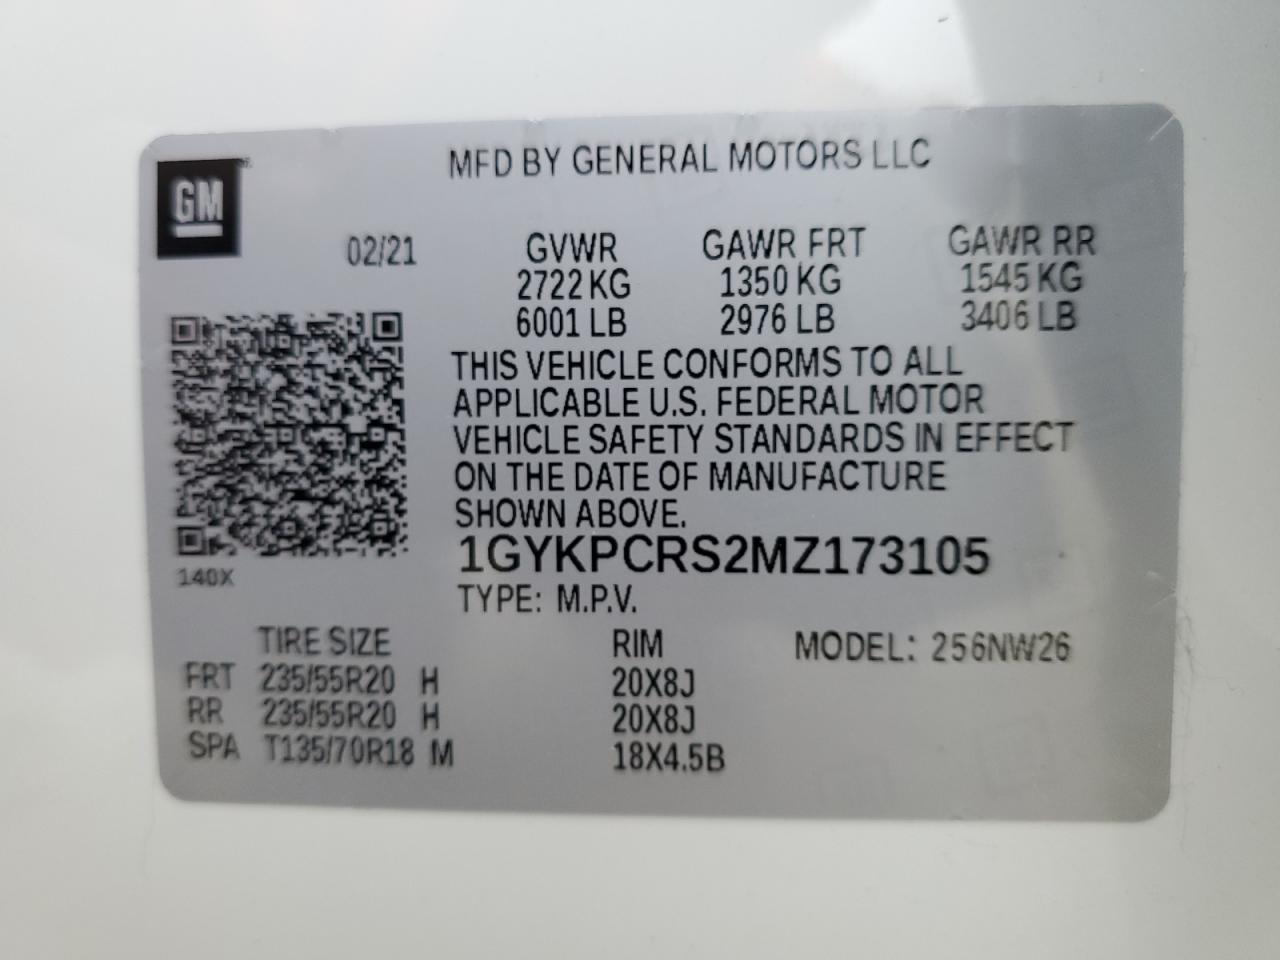 MFD BY GENERAL MOTORS LLC
GM
02/21 GVWR GAWR FRT GAWR RR
2722 KG 1350 KG 1545 KG
6001 LB 2976 LB 3406 LB
THIS VEHICLE CONFORMS TO ALL
APPLICABLE U.S. FEDERAL MOTOR
VEHICLE SAFETY STANDARDS IN EFFECT
ON THE DATE OF MANUFACTURE
SHOWN ABOVE.
1GYKPCRS2MZ173105
140X
TYPE: M.P.V.
TIRE SIZE RIM MODEL: 256NW26
FRT 235/55R20 H 20X8J
RR 235/55R20 H 20X8J
SPA T135/70R18 M 18X4.5B